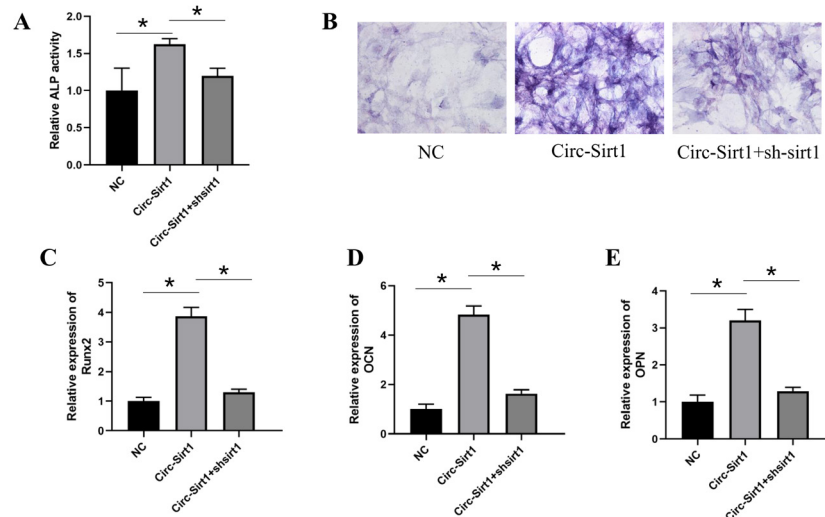 A
Relative ALP activity
2.0
1.5
1.0
0.5
0.0
* *
NC
Circ-Sirt1
Circ-Sirt1+shsirt1
B
NC
Circ-Sirt1
Circ-Sirt1+sh-sirt1
C
Relative expression of
Runx2
5
4
3
2
1
0
* *
NC
Circ-Sirt1
Circ-Sirt1+shsirt1
D
Relative expression of
OCN
6
4
2
0
* *
NC
Circ-Sirt1
Circ-Sirt1+shsirt1
E
Relative expression of
OPN
4
3
2
1
0
* *
NC
Circ-Sirt1
Circ-Sirt1+shsirt1